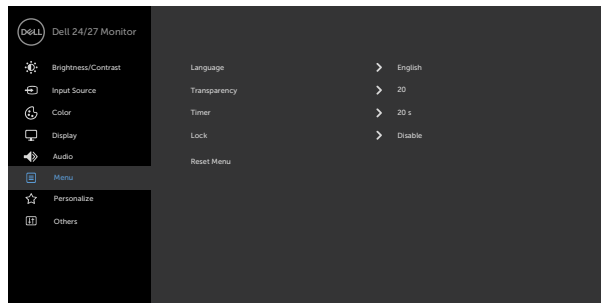 DELL Dell 24/27 Monitor
Brightness/Contrast
Input Source
Color
Display
Audio
Menu
Personalize
Others
Language English
Transparency 20
Timer 20 s
Lock Disable
Reset Menu